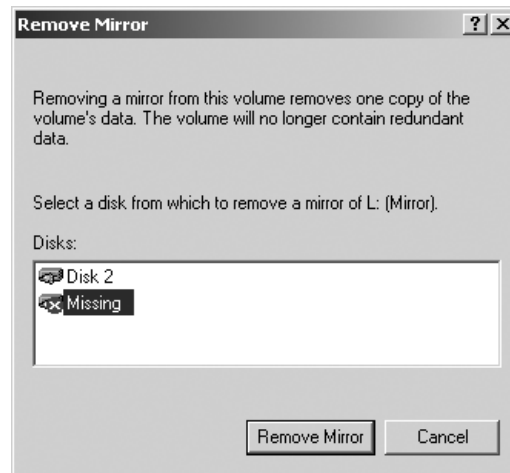 Remove Mirror
Removing a mirror from this volume removes one copy of the
volume's data. The volume will no longer contain redundant
data.
Select a disk from which to remove a mirror of L: (Mirror).
Disks:
Disk 2
Missing
Remove Mirror
Cancel